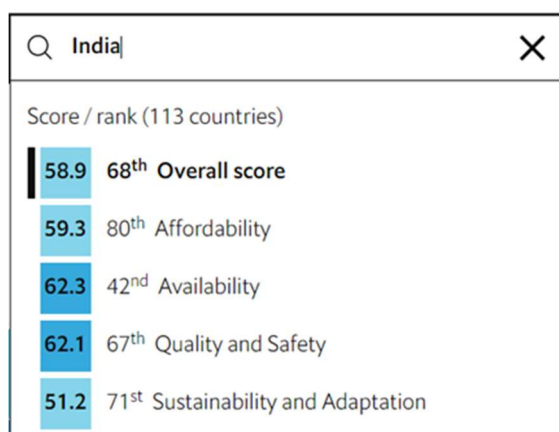 India
Score / rank (113 countries)
58.9 68th Overall score
59.3 80th Affordability
62.3 42nd Availability
62.1 67th Quality and Safety
51.2 71st Sustainability and Adaptation